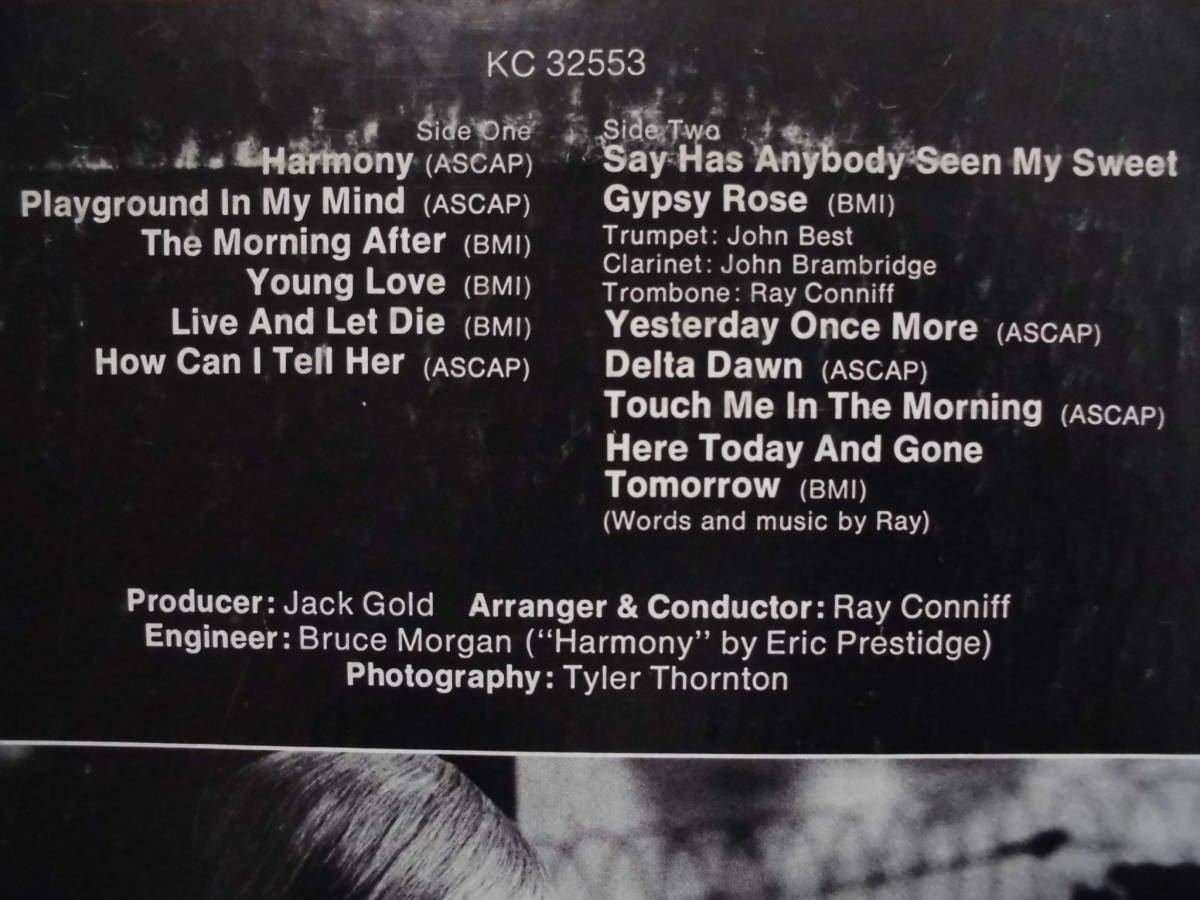 KC 32553
Side One
Harmony (ASCAP)
Playground In My Mind (ASCAP)
The Morning After (BMI)
Young Love (BMI)
Live And Let Die (BMI)
How Can I Tell Her (ASCAP)
Side Two
Say Has Anybody Seen My Sweet
Gypsy Rose (BMI)
Trumpet: John Best
Clarinet: John Brambridge
Trombone: Ray Conniff
Yesterday Once More (ASCAP)
Delta Dawn (ASCAP)
Touch Me In The Morning (ASCAP)
Here Today And Gone
Tomorrow (BMI)
(Words and music by Ray)
Producer: Jack Gold Arranger & Conductor: Ray Conniff
Engineer: Bruce Morgan ("Harmony" by Eric Prestidge)
Photography: Tyler Thornton